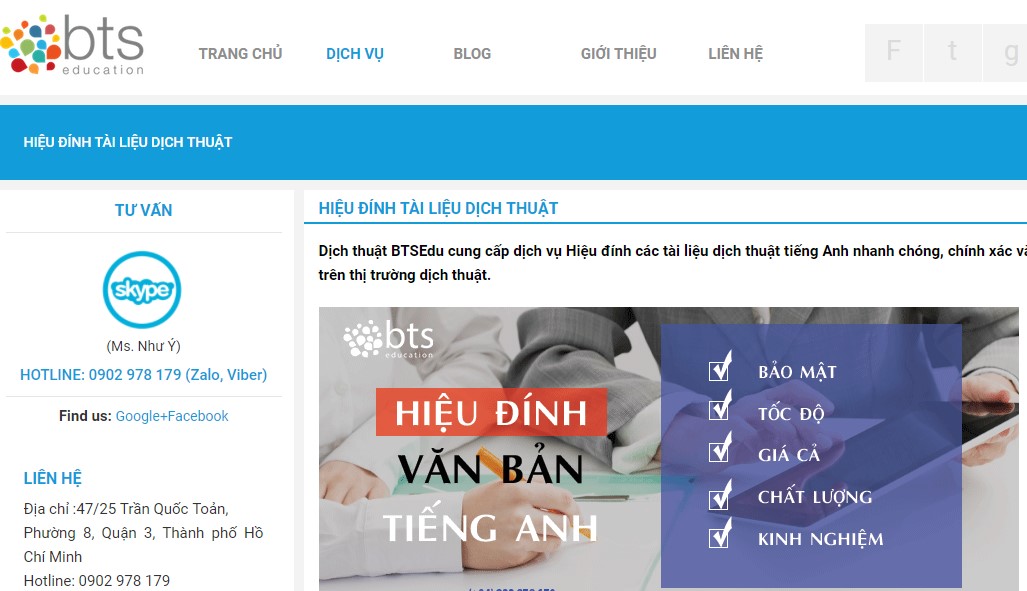 bts
education
TRANG CHỦ
DỊCH VỤ
BLOG
GIỚI THIỆU
LIÊN HỆ
F
t
g
HIỆU ĐÍNH TÀI LIỆU DỊCH THUẬT
TƯ VẤN
skype
(Ms. Như Ý)
HOTLINE: 0902 978 179 (Zalo, Viber)
Find us: Google+Facebook
LIÊN HỆ
Địa chỉ :47/25 Trần Quốc Toản,
Phường 8, Quận 3, Thành phố Hồ
Chí Minh
Hotline: 0902 978 179
HIỆU ĐÍNH TÀI LIỆU DỊCH THUẬT
Dịch thuật BTSEdu cung cấp dịch vụ Hiệu đính các tài liệu dịch thuật tiếng Anh nhanh chóng, chính xác
trên thị trường dịch thuật.
bts
education
HIỆU ĐÍNH
VĂN BẢN
TIẾNG ANH
BẢO MẬT
TỐC ĐỘ
GIÁ CẢ
CHẤT LƯỢNG
KINH NGHIỆM